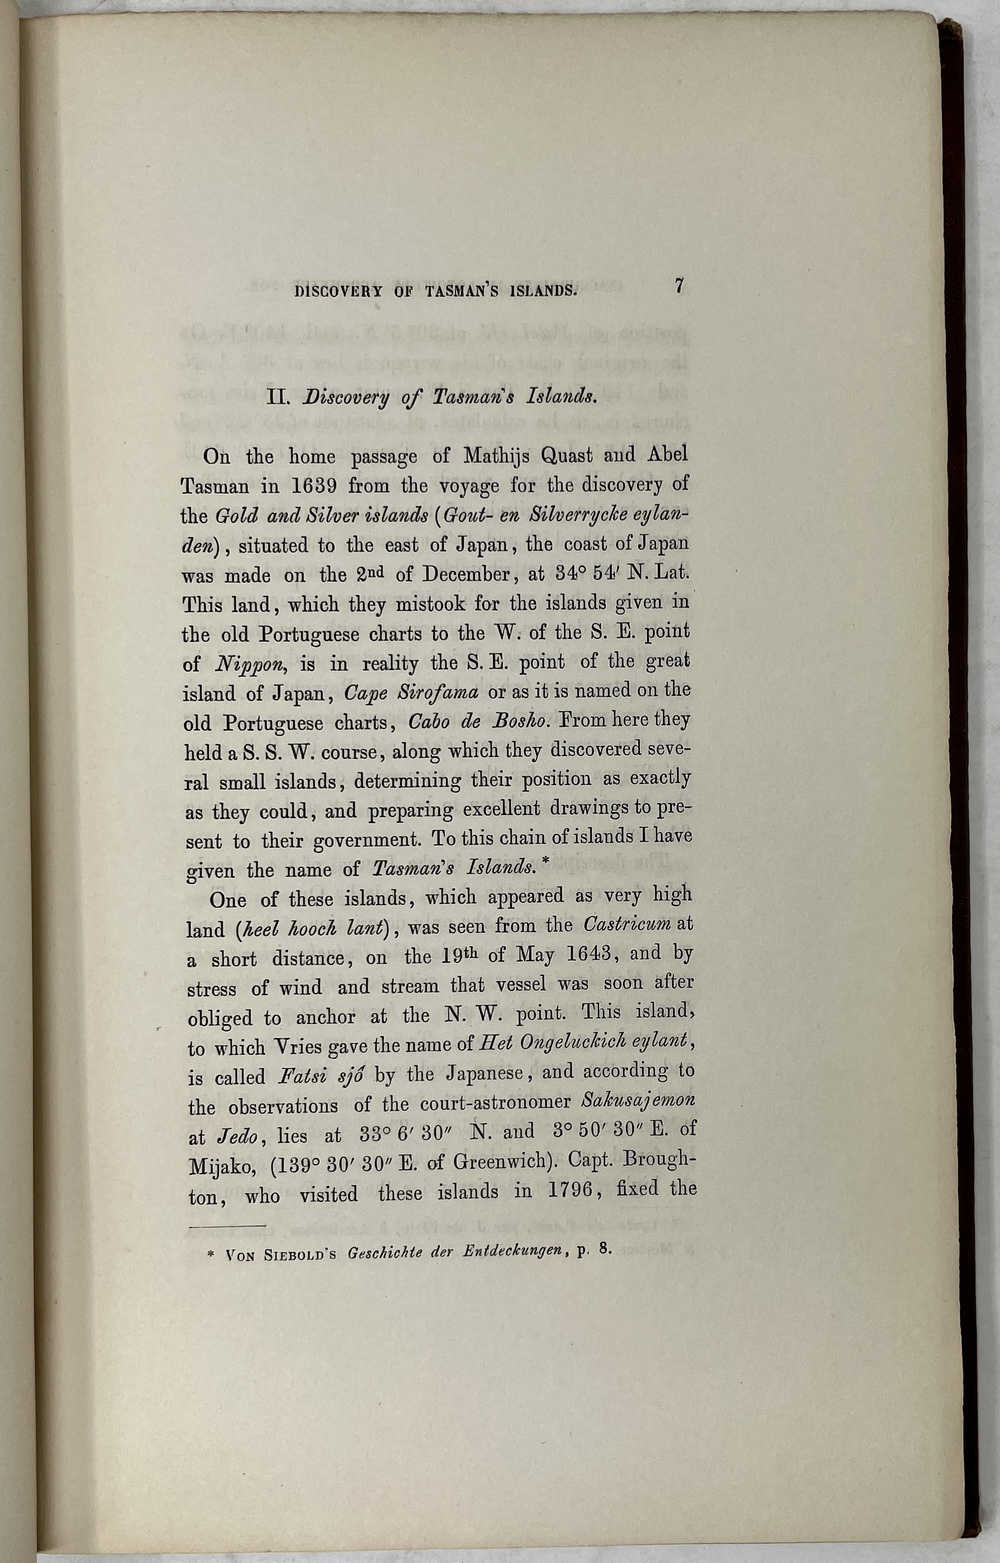 DISCOVERY OF TASMAN'S ISLANDS. 7
II. Discovery of Tasman's Islands.
On the home passage of Mathijs Quast and Abel
Tasman in 1639 from the voyage for the discovery of
the Gold and Silver islands (Gout- en Silverrycke eylan-
den), situated to the east of Japan, the coast of Japan
was made on the 2nd of December, at 34° 54′ N. Lat.
This land, which they mistook for the islands given in
the old Portuguese charts to the W. of the S. E. point
of Nippon, is in reality the S. E. point of the great
island of Japan, Cape Sirofama or as it is named on the
old Portuguese charts, Cabo de Bosho. From here they
held a S. S. W. course, along which they discovered seve-
ral small islands, determining their position as exactly
as they could, and preparing excellent drawings to pre-
sent to their government. To this chain of islands I have
given the name of Tasman's Islands.*
One of these islands, which appeared as very high
land (heel hooch lant), was seen from the Castricum at
a short distance, on the 19th of May 1643, and by
stress of wind and stream that vessel was soon after
obliged to anchor at the N. W. point. This island,
to which Vries gave the name of Het Ongeluckich eylant,
is called Fatsi sjó by the Japanese, and according to
the observations of the court-astronomer Sakusajemon
at Jedo, lies at 33° 6′ 30″ N. and 3° 50′ 30″ E. of
Mijako, (139° 30′ 30″ E. of Greenwich). Capt. Brough-
ton, who visited these islands in 1796, fixed the
* VON SIEBOLD'S Geschichte der Entdeckungen, p. 8.